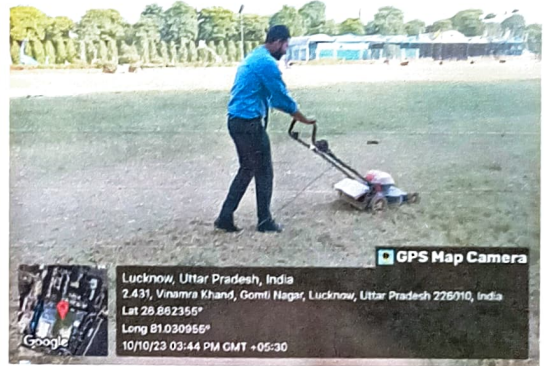 GPS Map Camera
Lucknow, Uttar Pradesh, India
2.431, Vinamra Khand, Gomti Nagar, Lucknow, Uttar Pradesh 226010, India
Lat 26.862355°
Long 81.030956°
10/10/23 03:44 PM GMT +05:30
Google